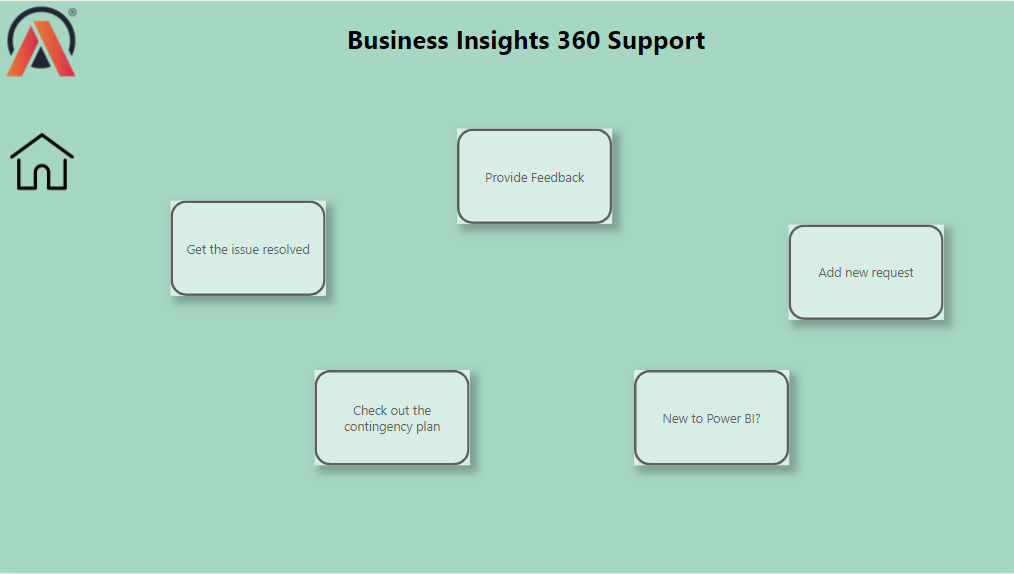 ®
Business Insights 360 Support
Provide Feedback
Get the issue resolved
Add new request
Check out the
contingency plan
New to Power BI?